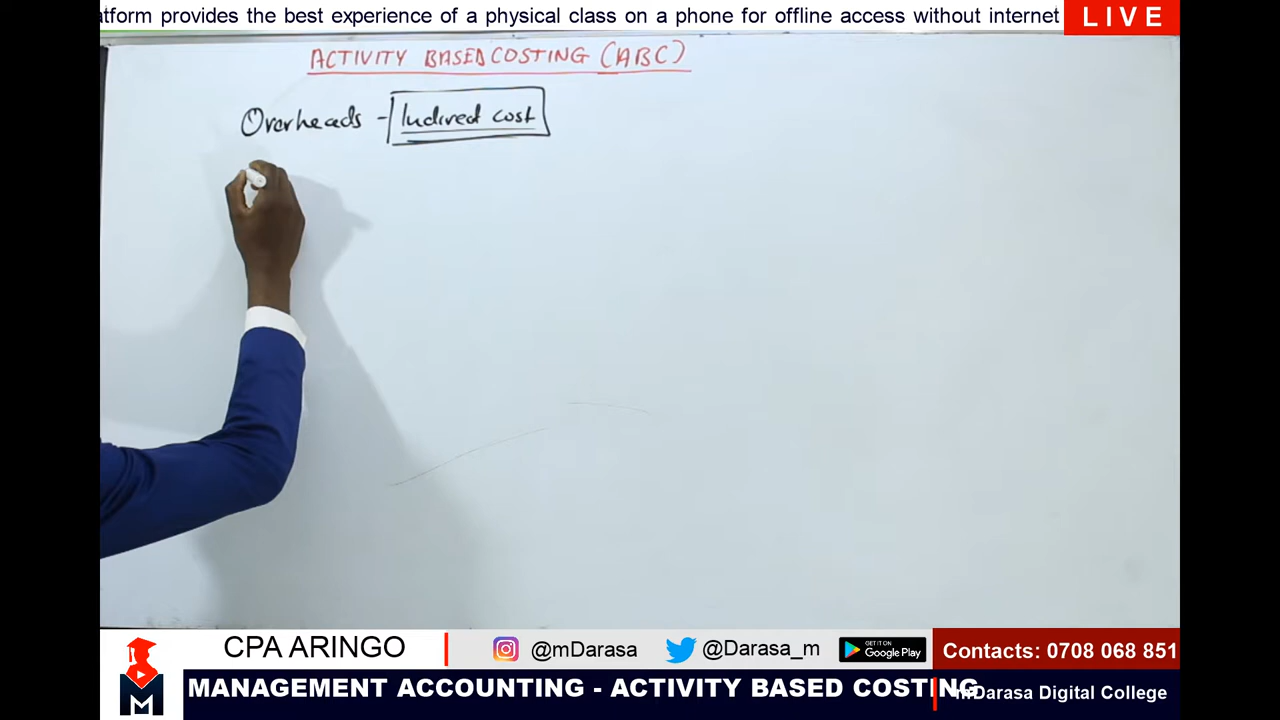 atform provides the best experience of a physical class on a phone for offline access without internet
LIVE
ACTIVITY BASED COSTING (ABC)
Overheads - Indirect cost
CPA ARINGO
@mDarasa
@Darasa_m
GET IT ON
Google Play
Contacts: 0708 068 851
M
MANAGEMENT ACCOUNTING - ACTIVITY BASED COSTING
mDarasa Digital College